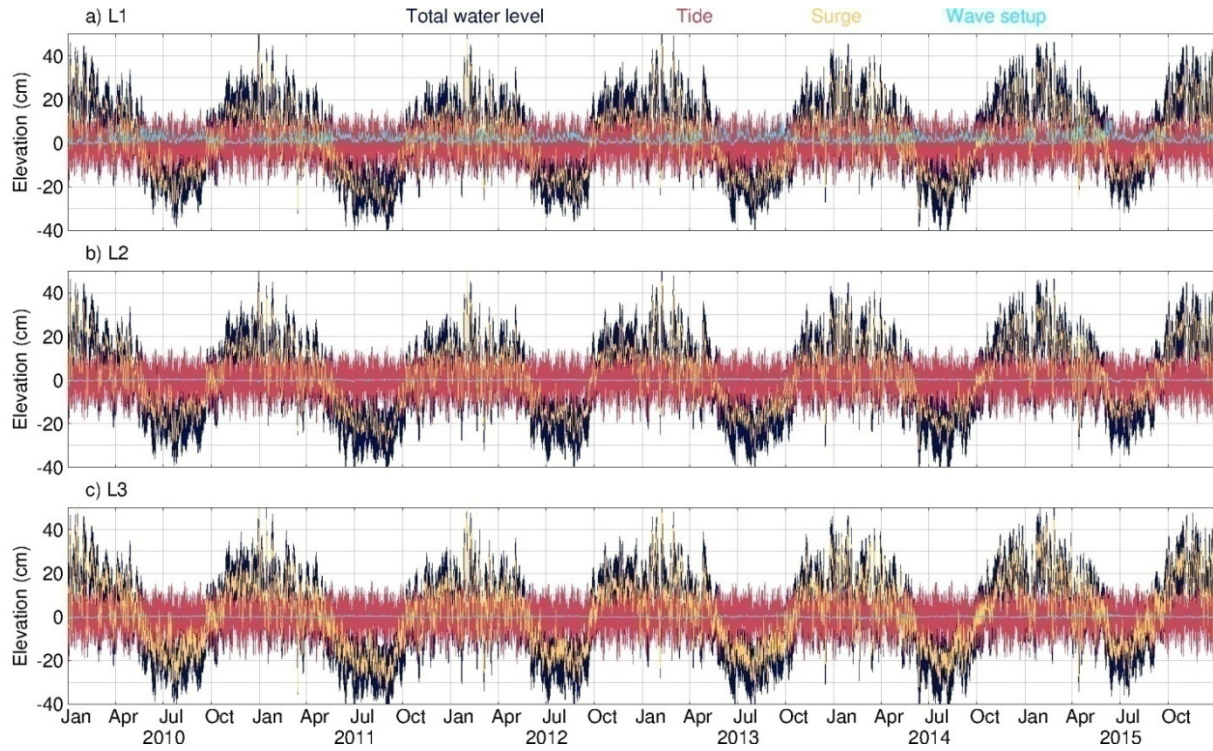 a) L1 Total water level Tide Surge Wave setup
Elevation (cm)
40
20
0
-20
-40
b) L2
Elevation (cm)
40
20
0
-20
-40
c) L3
Elevation (cm)
40
20
0
-20
-40
Jan Apr Jul Oct Jan Apr Jul Oct Jan Apr Jul Oct Jan Apr Jul Oct Jan Apr Jul Oct Jan Apr Jul Oct
2010 2011 2012 2013 2014 2015